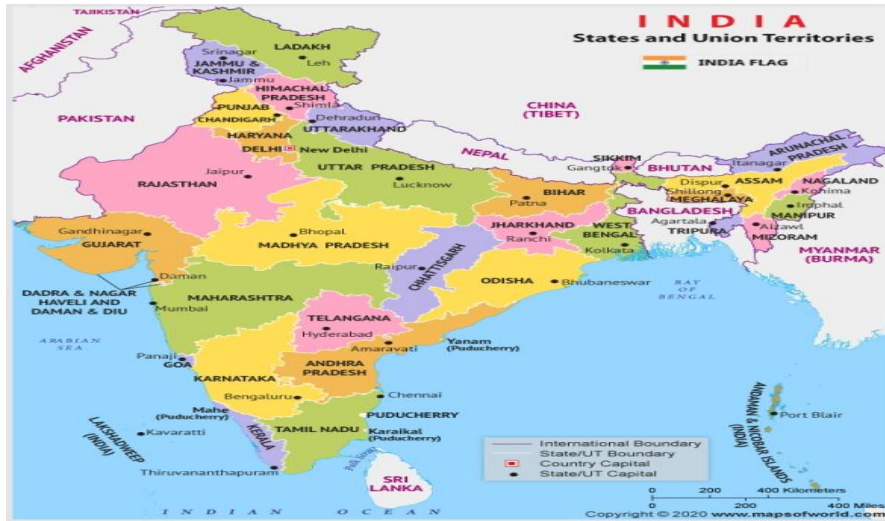 INDIA
States and Union Territories
INDIA FLAG
TAJIKISTAN
AFGHANISTAN
PAKISTAN
CHINA
(TIBET)
NEPAL
BHUTAN
BANGLADESH
MYANMAR
(BURMA)
SRI
LANKA
LADAKH
Leh
Srinagar
JAMMU &
KASHMIR
Jammu
HIMACHAL
PRADESH
Shimla
PUNJAB
CHANDIGARH
Dehradun
UTTARAKHAND
HARYANA
DELHI
New Delhi
Jaipur
RAJASTHAN
UTTAR PRADESH
Lucknow
BIHAR
Patna
SIKKIM
Gangtok
ARUNACHAL
PRADESH
Itanagar
ASSAM
Dispur
Shillong
MEGHALAYA
NAGALAND
Kohima
Imphal
MANIPUR
Agartala
TRIPURA
Aizawl
MIZORAM
Gandhinagar
GUJARAT
Bhopal
MADHYA PRADESH
JHARKHAND
Ranchi
WEST
BENGAL
Kolkata
Raipur
CHHATTISGARH
ODISHA
Bhubaneswar
Daman
DADRA & NAGAR
HAVELI AND
DAMAN & DIU
MAHARASHTRA
Mumbai
TELANGANA
Hyderabad
Amaravati
Yanam
(Puducherry)
ANDHRA
PRADESH
Panaji
GOA
KARNATAKA
Bengaluru
Chennai
Mahe
(Puducherry)
PUDUCHERRY
TAMIL NADU
Karaikal
(Puducherry)
KERALA
Thiruvananthapuram
LAKSHADWEEP
(INDIA)
Kavaratti
ARABIAN
SEA
BAY
OF
BENGAL
Palk Strait
INDIAN OCEAN
ANDAMAN & NICOBAR ISLANDS
(INDIA)
Port Blair
International Boundary
State/UT Boundary
Country Capital
State/UT Capital
0 200 400 Kilometers
0 200 400 Miles
Copyright © 2020 www.mapsofworld.com